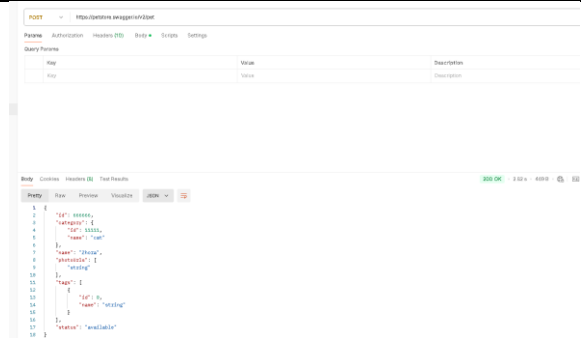 POST https://petstore.swagger.io/v2/pet
Params Authorization Headers (10) Body Scripts Settings
Query Params
Key Value Description
Key Value Description
Body Cookies Headers (8) Test Results 200 OK
Pretty Raw Preview Visualize JSON
1 {
2 "id":
3 "category": {
4 "id": 11111,
5 "name": "cat"
6 },
7 "name":
8 "photoUrls": [
9 "string"
10 ],
11 "tags": [
12 {
13 "id": 0,
14 "name": "string"
15 }
16 ],
17 "status": "available"
18 }